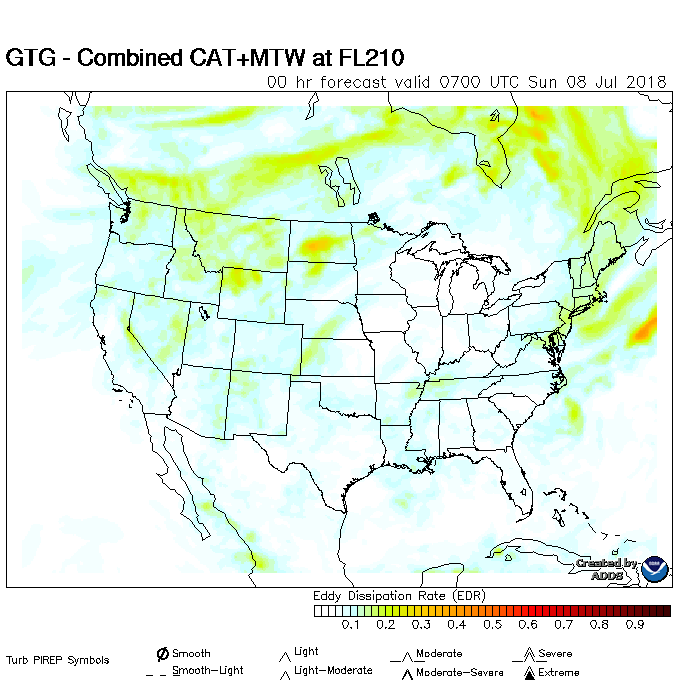 GTG - Combined CAT+MTW at FL210
00 hr forecast valid 0700 UTC Sun 08 Jul 2018
Created by
ADDS
Eddy Dissipation Rate (EDR)
0.1 0.2 0.3 0.4 0.5 0.6 0.7 0.8 0.9
Turb PIREP Symbols
Smooth Light Moderate Severe
Smooth-Light Light-Moderate Moderate-Severe Extreme